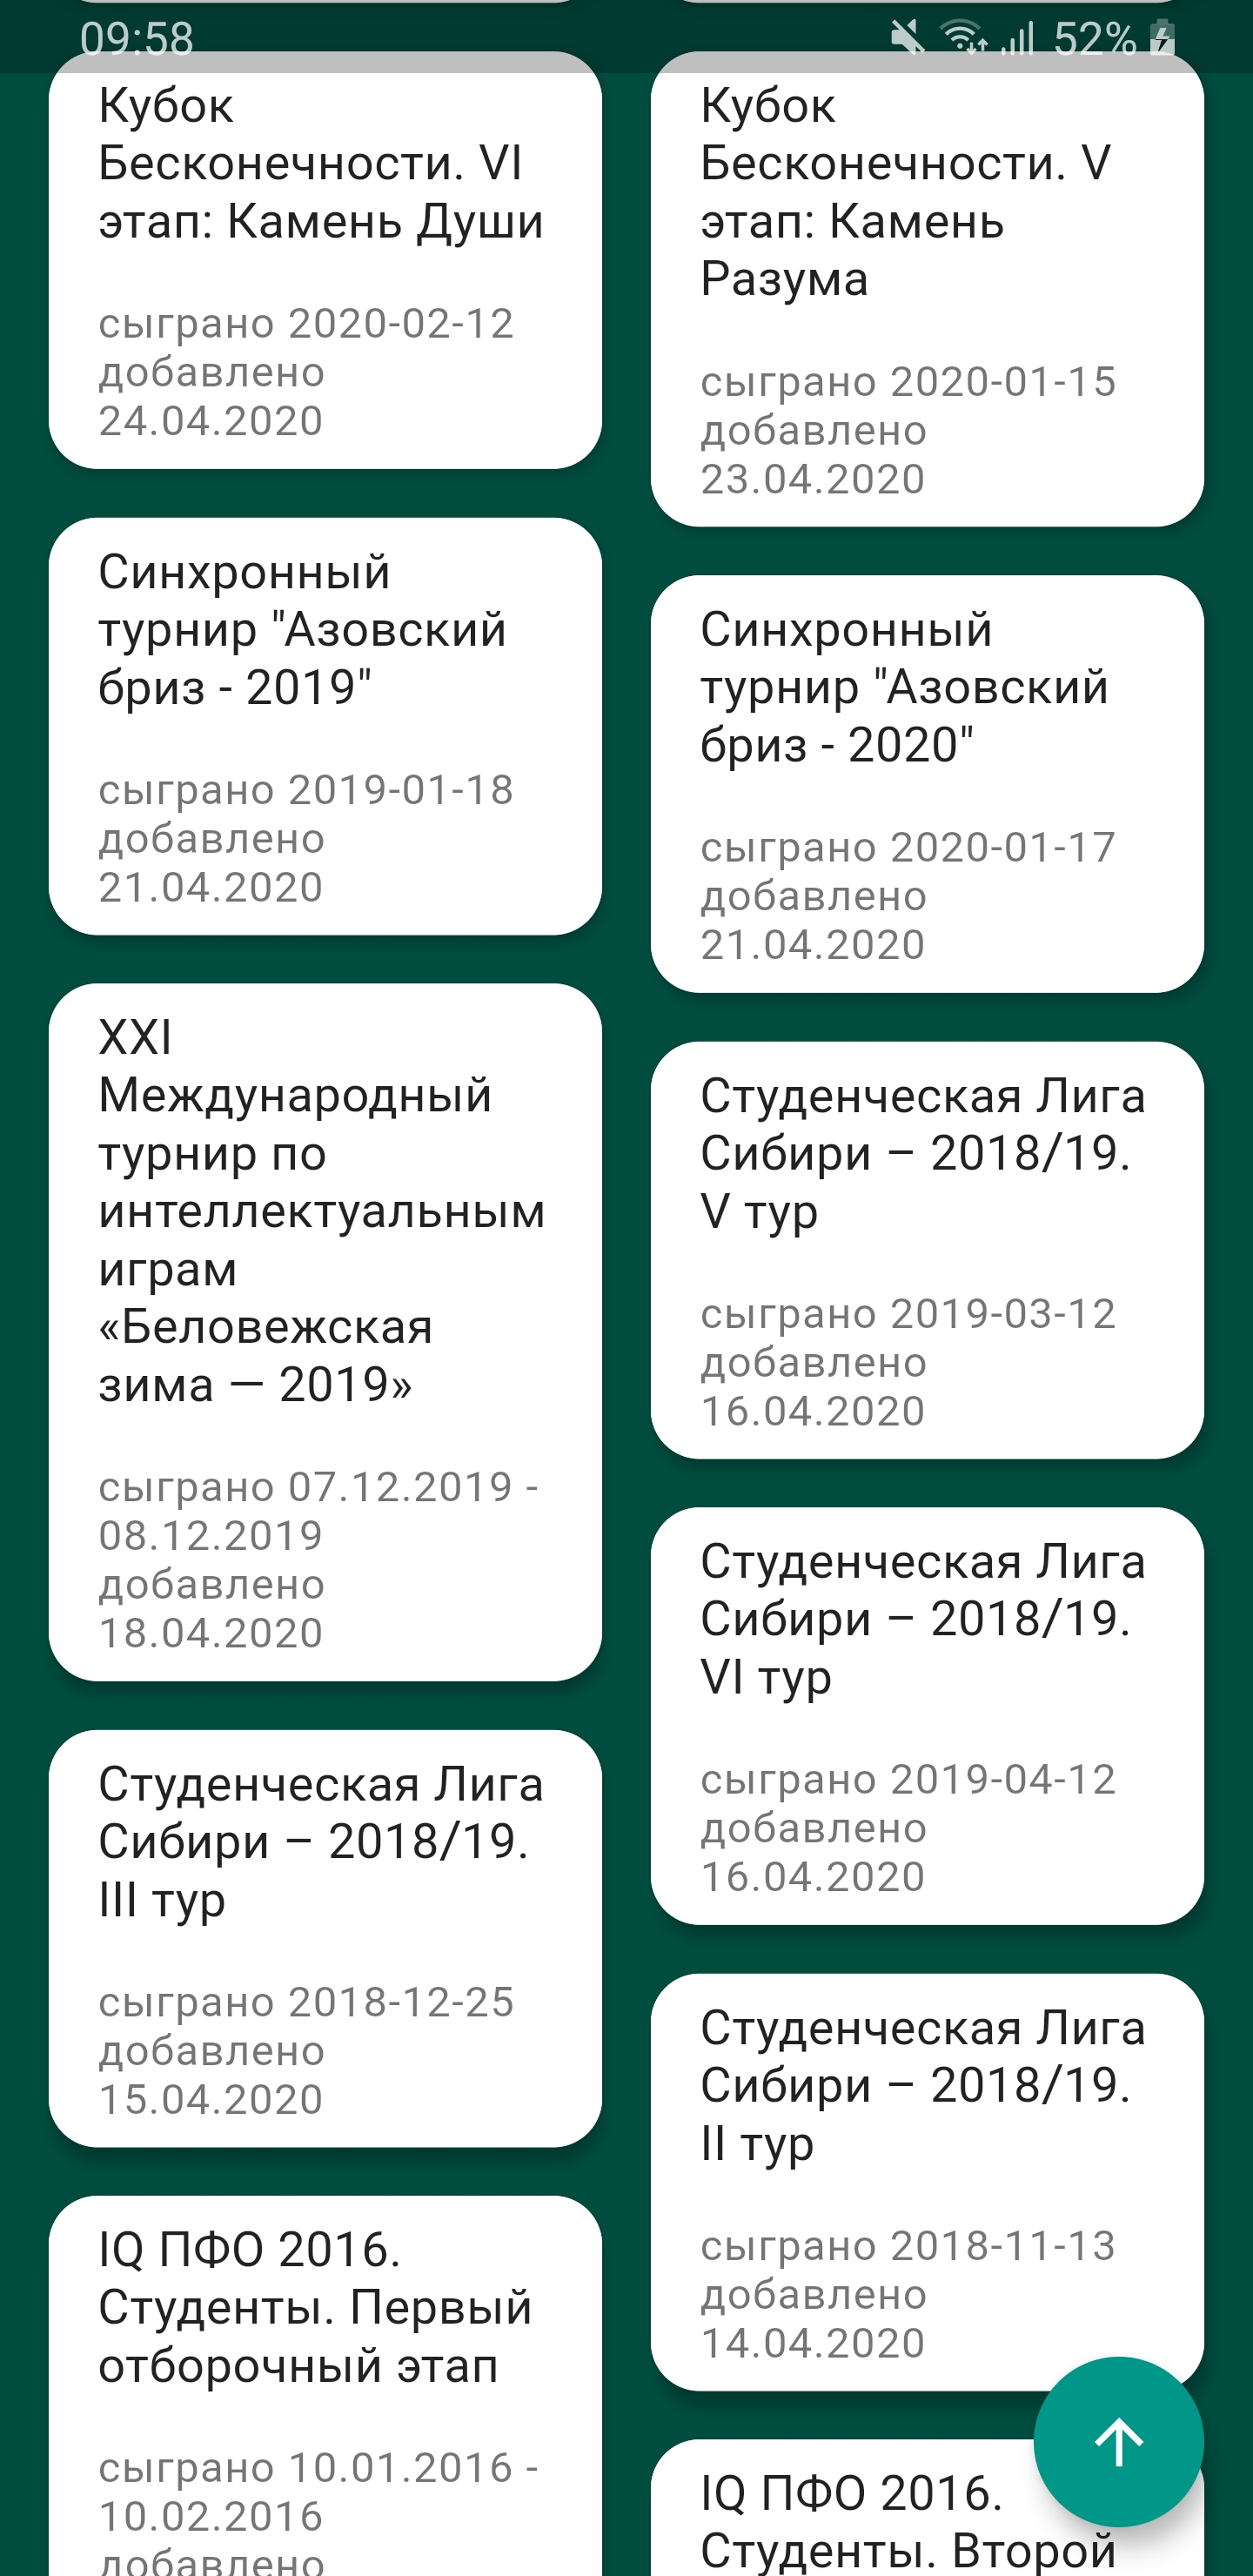 09:58
52%
Кубок
Бесконечности. VI
этап: Камень Души
сыграно 2020-02-12
добавлено
24.04.2020
Кубок
Бесконечности. V
этап: Камень
Разума
сыграно 2020-01-15
добавлено
23.04.2020
Синхронный
турнир "Азовский
бриз - 2019"
сыграно 2019-01-18
добавлено
21.04.2020
Синхронный
турнир "Азовский
бриз - 2020"
сыграно 2020-01-17
добавлено
21.04.2020
XXI
Международный
турнир по
интеллектуальным
играм
«Беловежская
зима — 2019»
сыграно 07.12.2019 -
08.12.2019
добавлено
18.04.2020
Студенческая Лига
Сибири – 2018/19.
V тур
сыграно 2019-03-12
добавлено
16.04.2020
Студенческая Лига
Сибири – 2018/19.
VI тур
сыграно 2019-04-12
добавлено
16.04.2020
Студенческая Лига
Сибири – 2018/19.
III тур
сыграно 2018-12-25
добавлено
15.04.2020
Студенческая Лига
Сибири – 2018/19.
II тур
сыграно 2018-11-13
добавлено
14.04.2020
IQ ПФО 2016.
Студенты. Первый
отборочный этап
сыграно 10.01.2016 -
10.02.2016
добавлено
IQ ПФО 2016.
Студенты. Второй